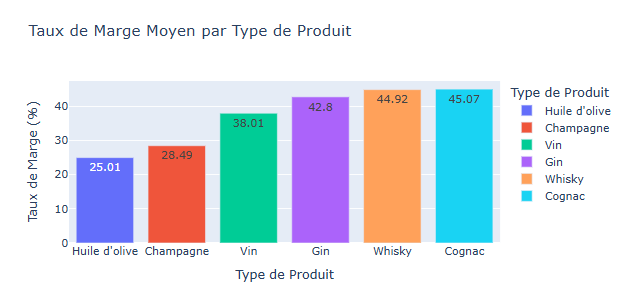 Taux de Marge Moyen par Type de Produit
Taux de Marge (%)
40
30
20
10
0
25.01
28.49
38.01
42.8
44.92
45.07
Huile d'olive
Champagne
Vin
Gin
Whisky
Cognac
Type de Produit
Type de Produit
Huile d'olive
Champagne
Vin
Gin
Whisky
Cognac